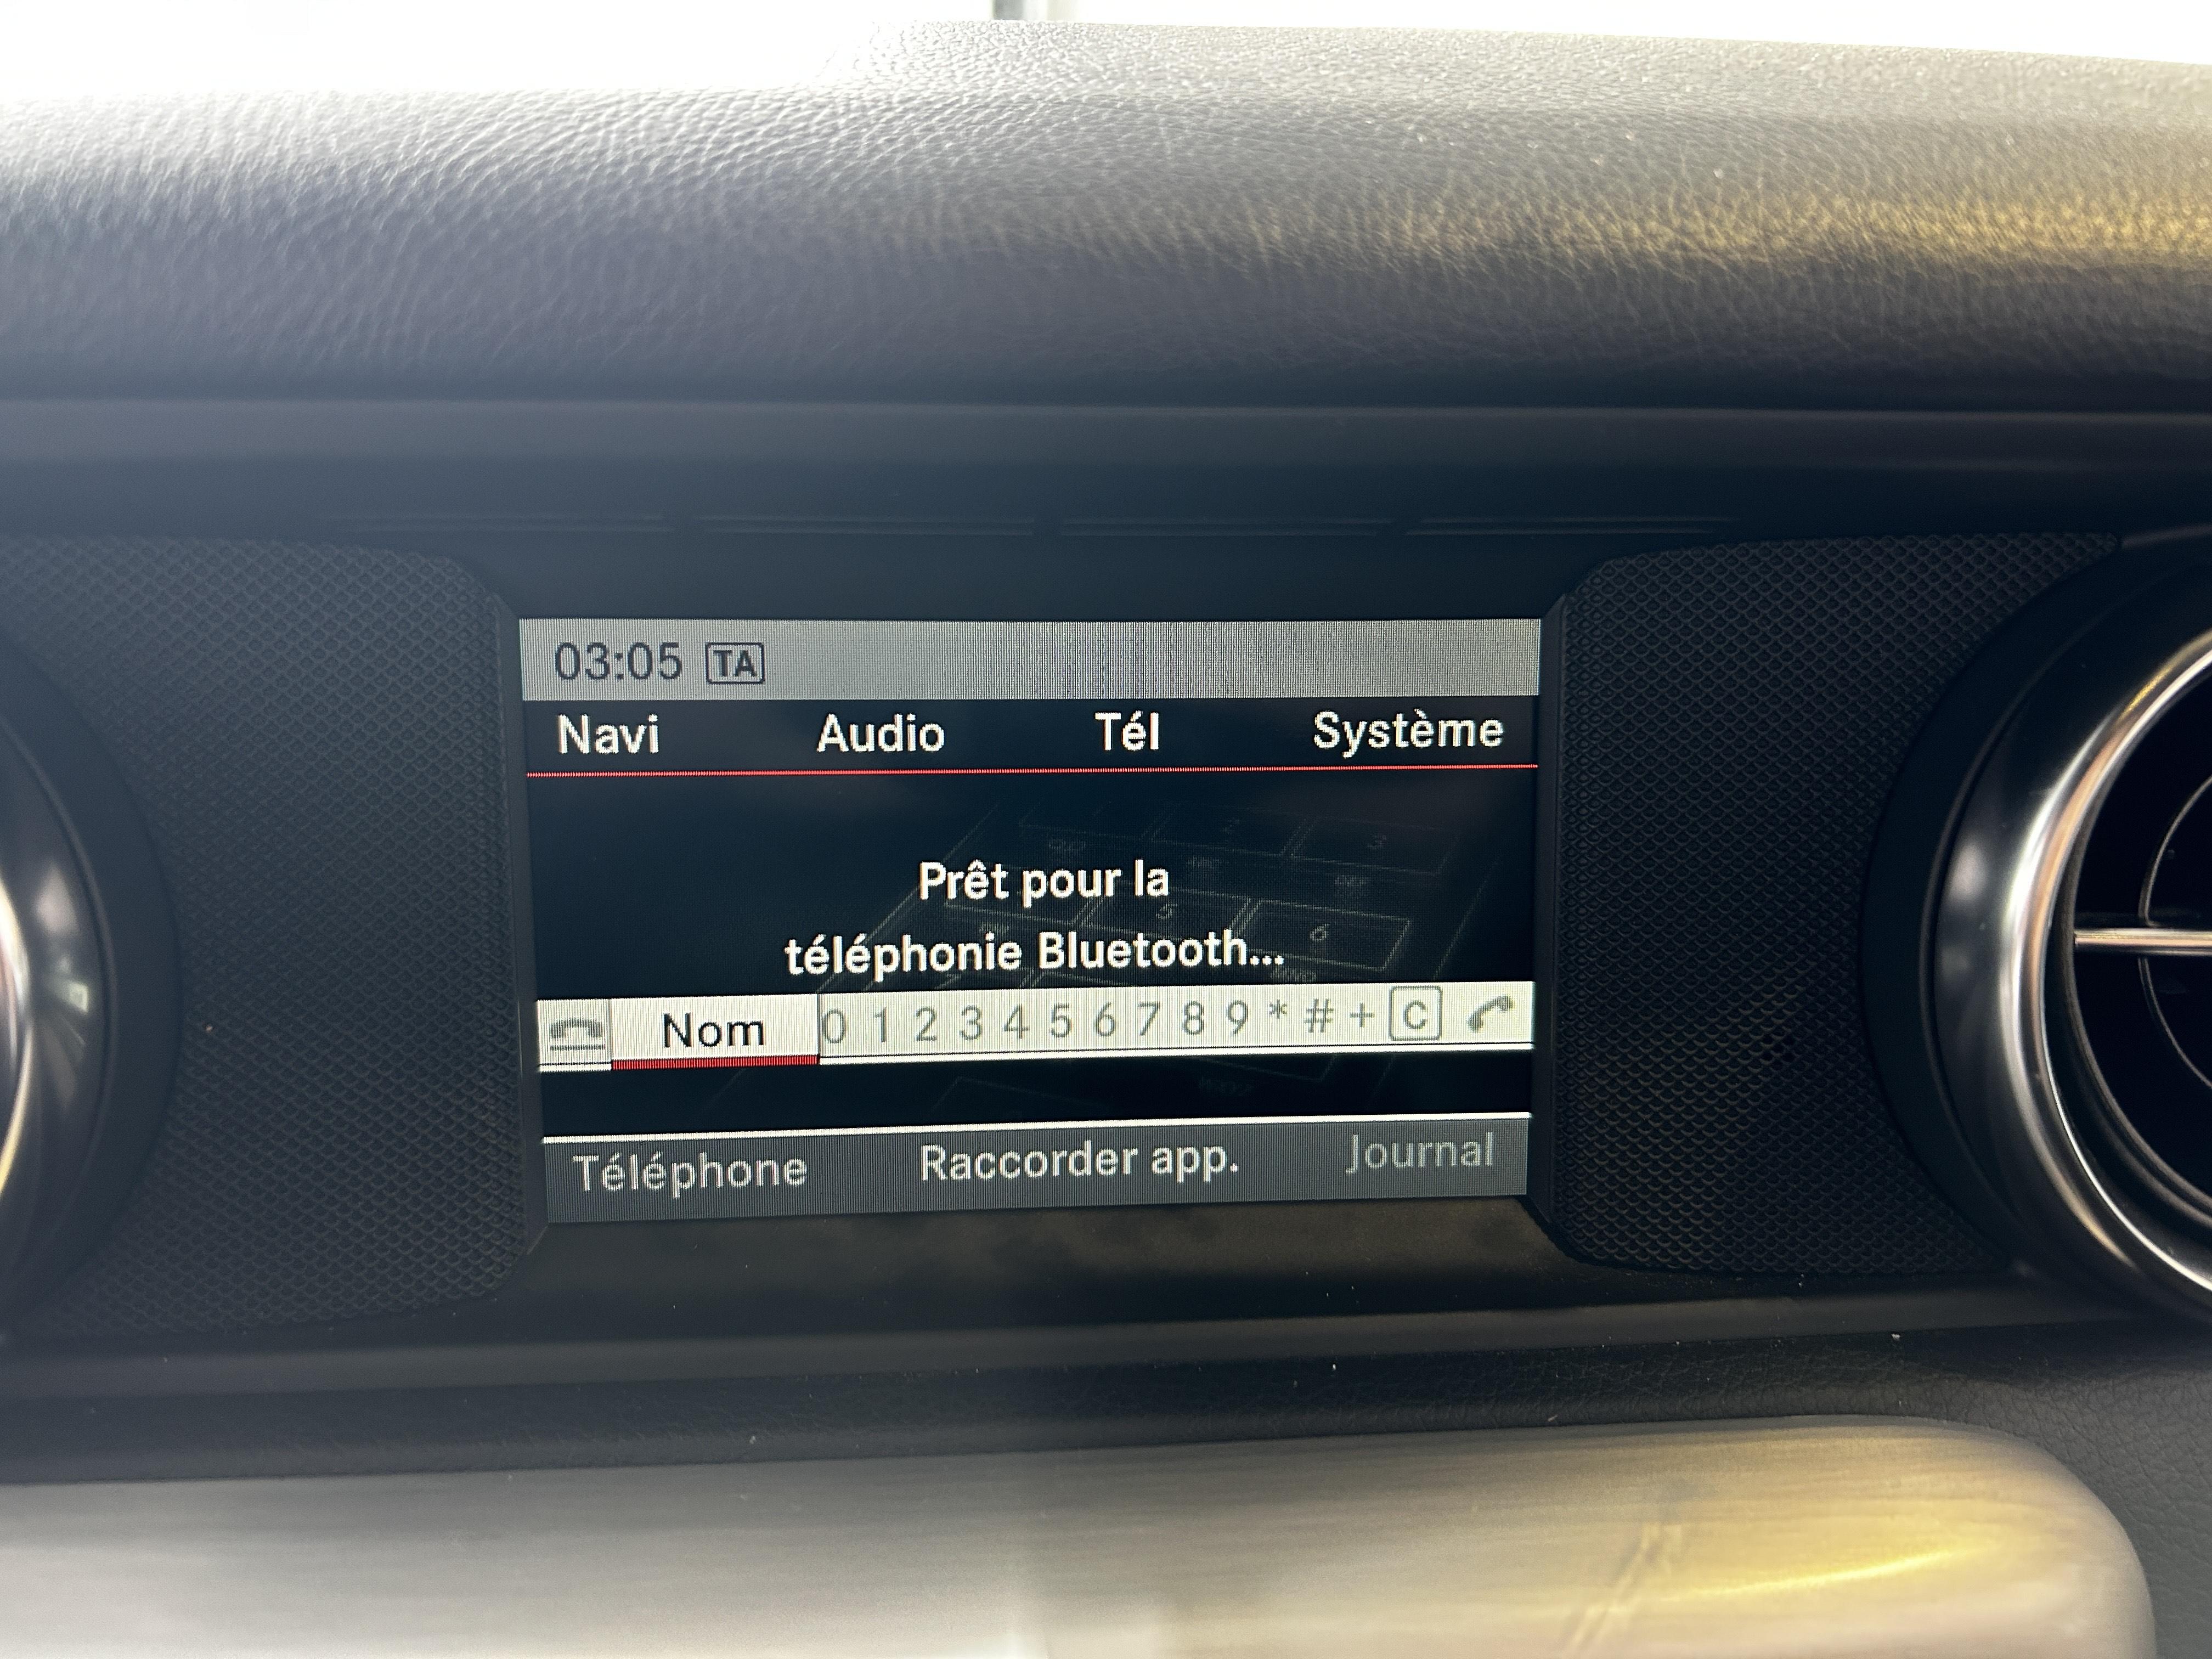 03:05 TA
Navi Audio Tél Système
Prêt pour la
téléphonie Bluetooth...
Nom 0 1 2 3 4 5 6 7 8 9 * # + C
Téléphone Raccorder app. Journal